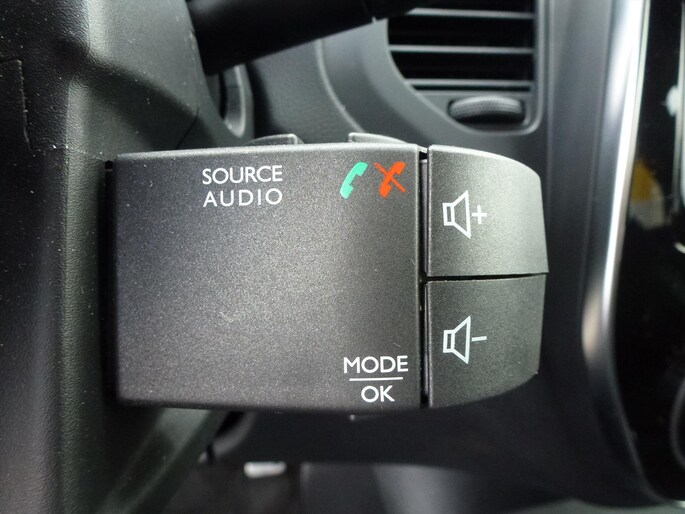 SOURCE
AUDIO
+
-
MODE
OK